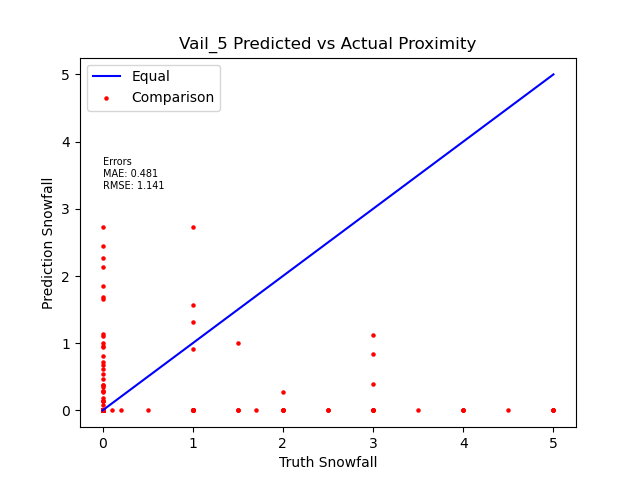 Vail_5 Predicted vs Actual Proximity
Equal
Comparison
Errors
MAE: 0.481
RMSE: 1.141
Prediction Snowfall
5
4
3
2
1
0
0 1 2 3 4 5
Truth Snowfall